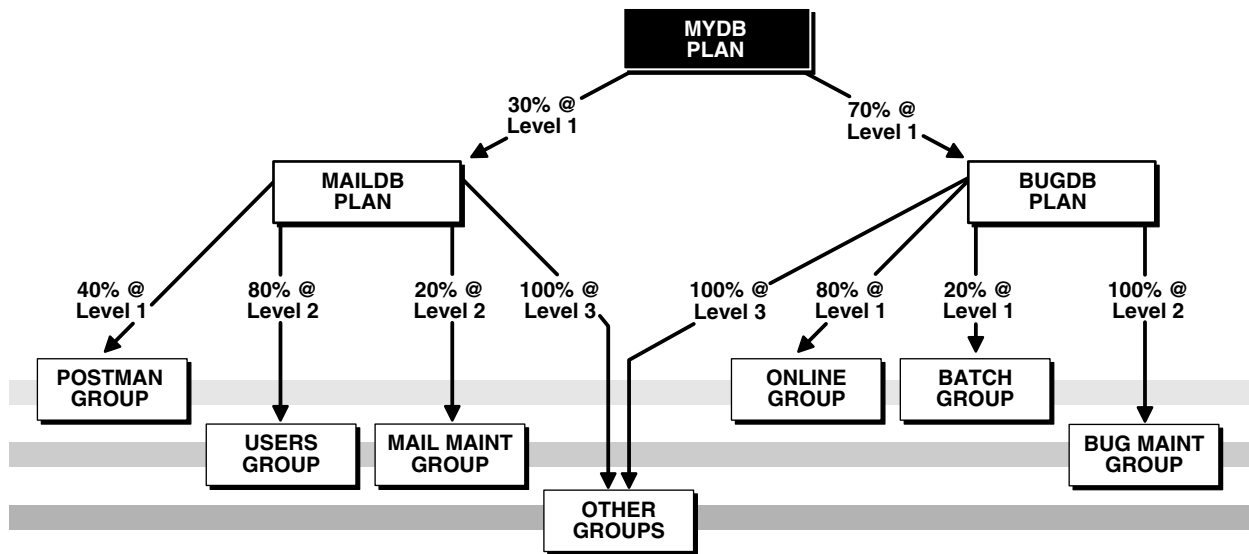 MYDB
PLAN
30% @
Level 1
70% @
Level 1
MAILDB
PLAN
BUGDB
PLAN
40% @
Level 1
80% @
Level 2
20% @
Level 2
100% @
Level 3
100% @
Level 3
80% @
Level 1
20% @
Level 1
100% @
Level 2
POSTMAN
GROUP
ONLINE
GROUP
BATCH
GROUP
USERS
GROUP
MAIL MAINT
GROUP
BUG MAINT
GROUP
OTHER
GROUPS